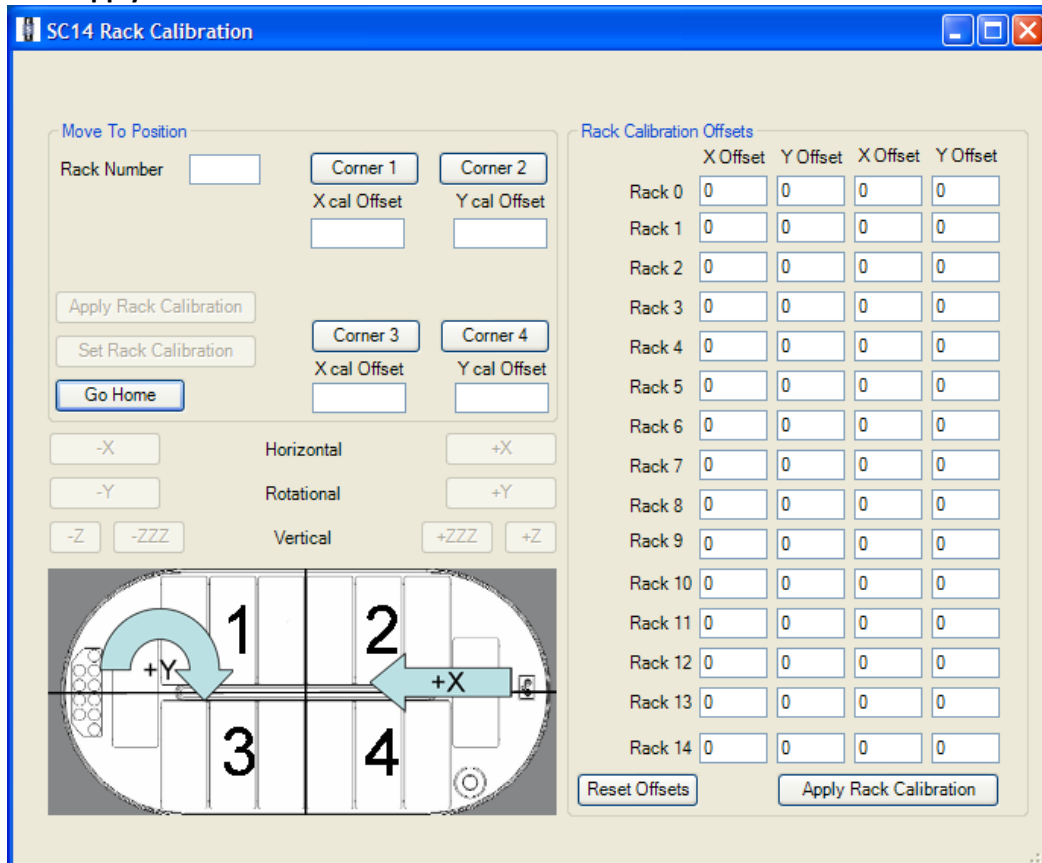 SC14 Rack Calibration
Move To Position
Rack Number
Corner 1 Corner 2
X cal Offset Y cal Offset
Apply Rack Calibration
Set Rack Calibration
Go Home
Corner 3 Corner 4
X cal Offset Y cal Offset
-X Horizontal +X
-Y Rotational +Y
-Z -ZZZ Vertical +ZZZ +Z
1 2
+Y
+X
3 4
Rack Calibration Offsets
X Offset Y Offset X Offset Y Offset
Rack 0 0 0 0 0
Rack 1 0 0 0 0
Rack 2 0 0 0 0
Rack 3 0 0 0 0
Rack 4 0 0 0 0
Rack 5 0 0 0 0
Rack 6 0 0 0 0
Rack 7 0 0 0 0
Rack 8 0 0 0 0
Rack 9 0 0 0 0
Rack 10 0 0 0 0
Rack 11 0 0 0 0
Rack 12 0 0 0 0
Rack 13 0 0 0 0
Rack 14 0 0 0 0
Reset Offsets Apply Rack Calibration